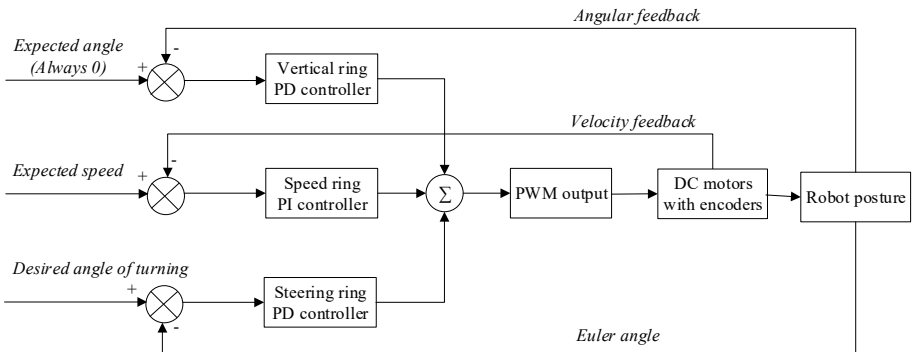 Angular feedback
Expected angle
(Always 0)
-
+
Vertical ring
PD controller
Velocity feedback
-
Expected speed
+
Speed ring
PI controller
Σ
PWM output
DC motors
with encoders
Robot posture
Desired angle of turning
+
Steering ring
PD controller
-
Euler angle